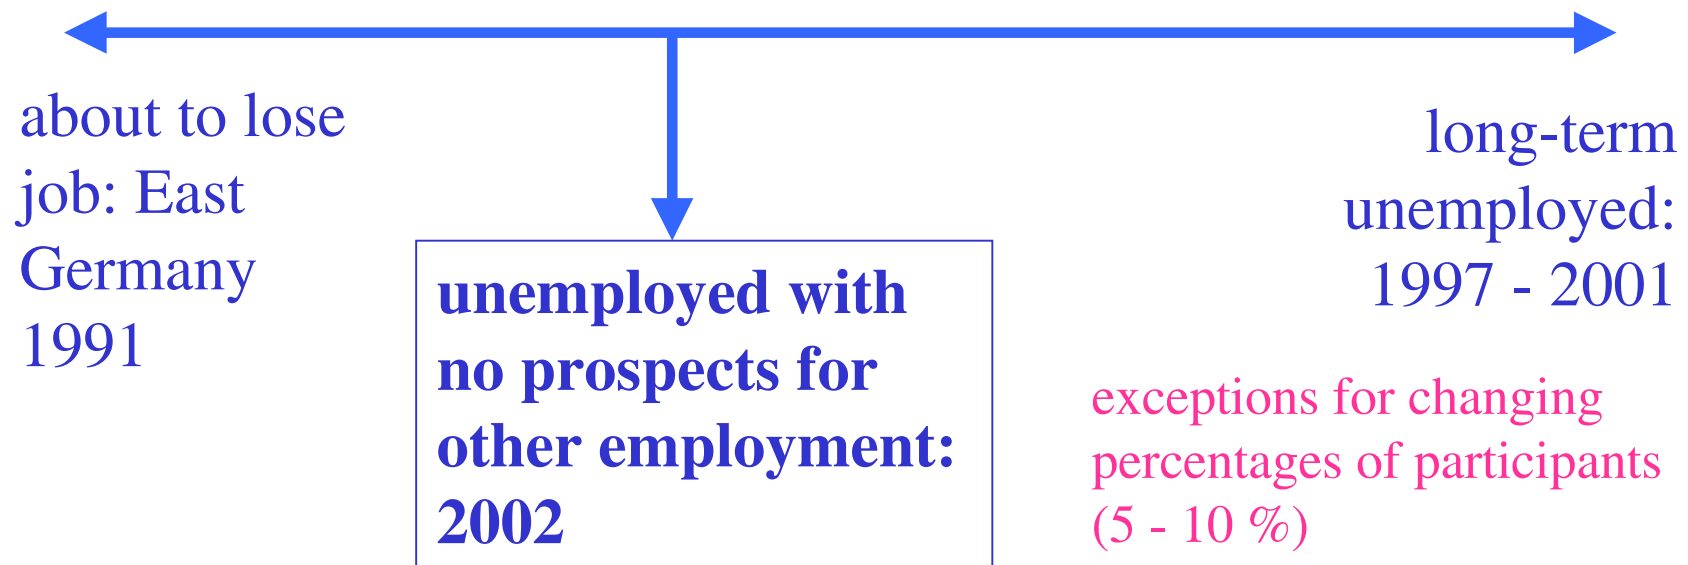 about to lose
job: East
Germany
1991
unemployed with
no prospects for
other employment:
2002
long-term
unemployed:
1997 - 2001
exceptions for changing
percentages of participants
(5 - 10 %)